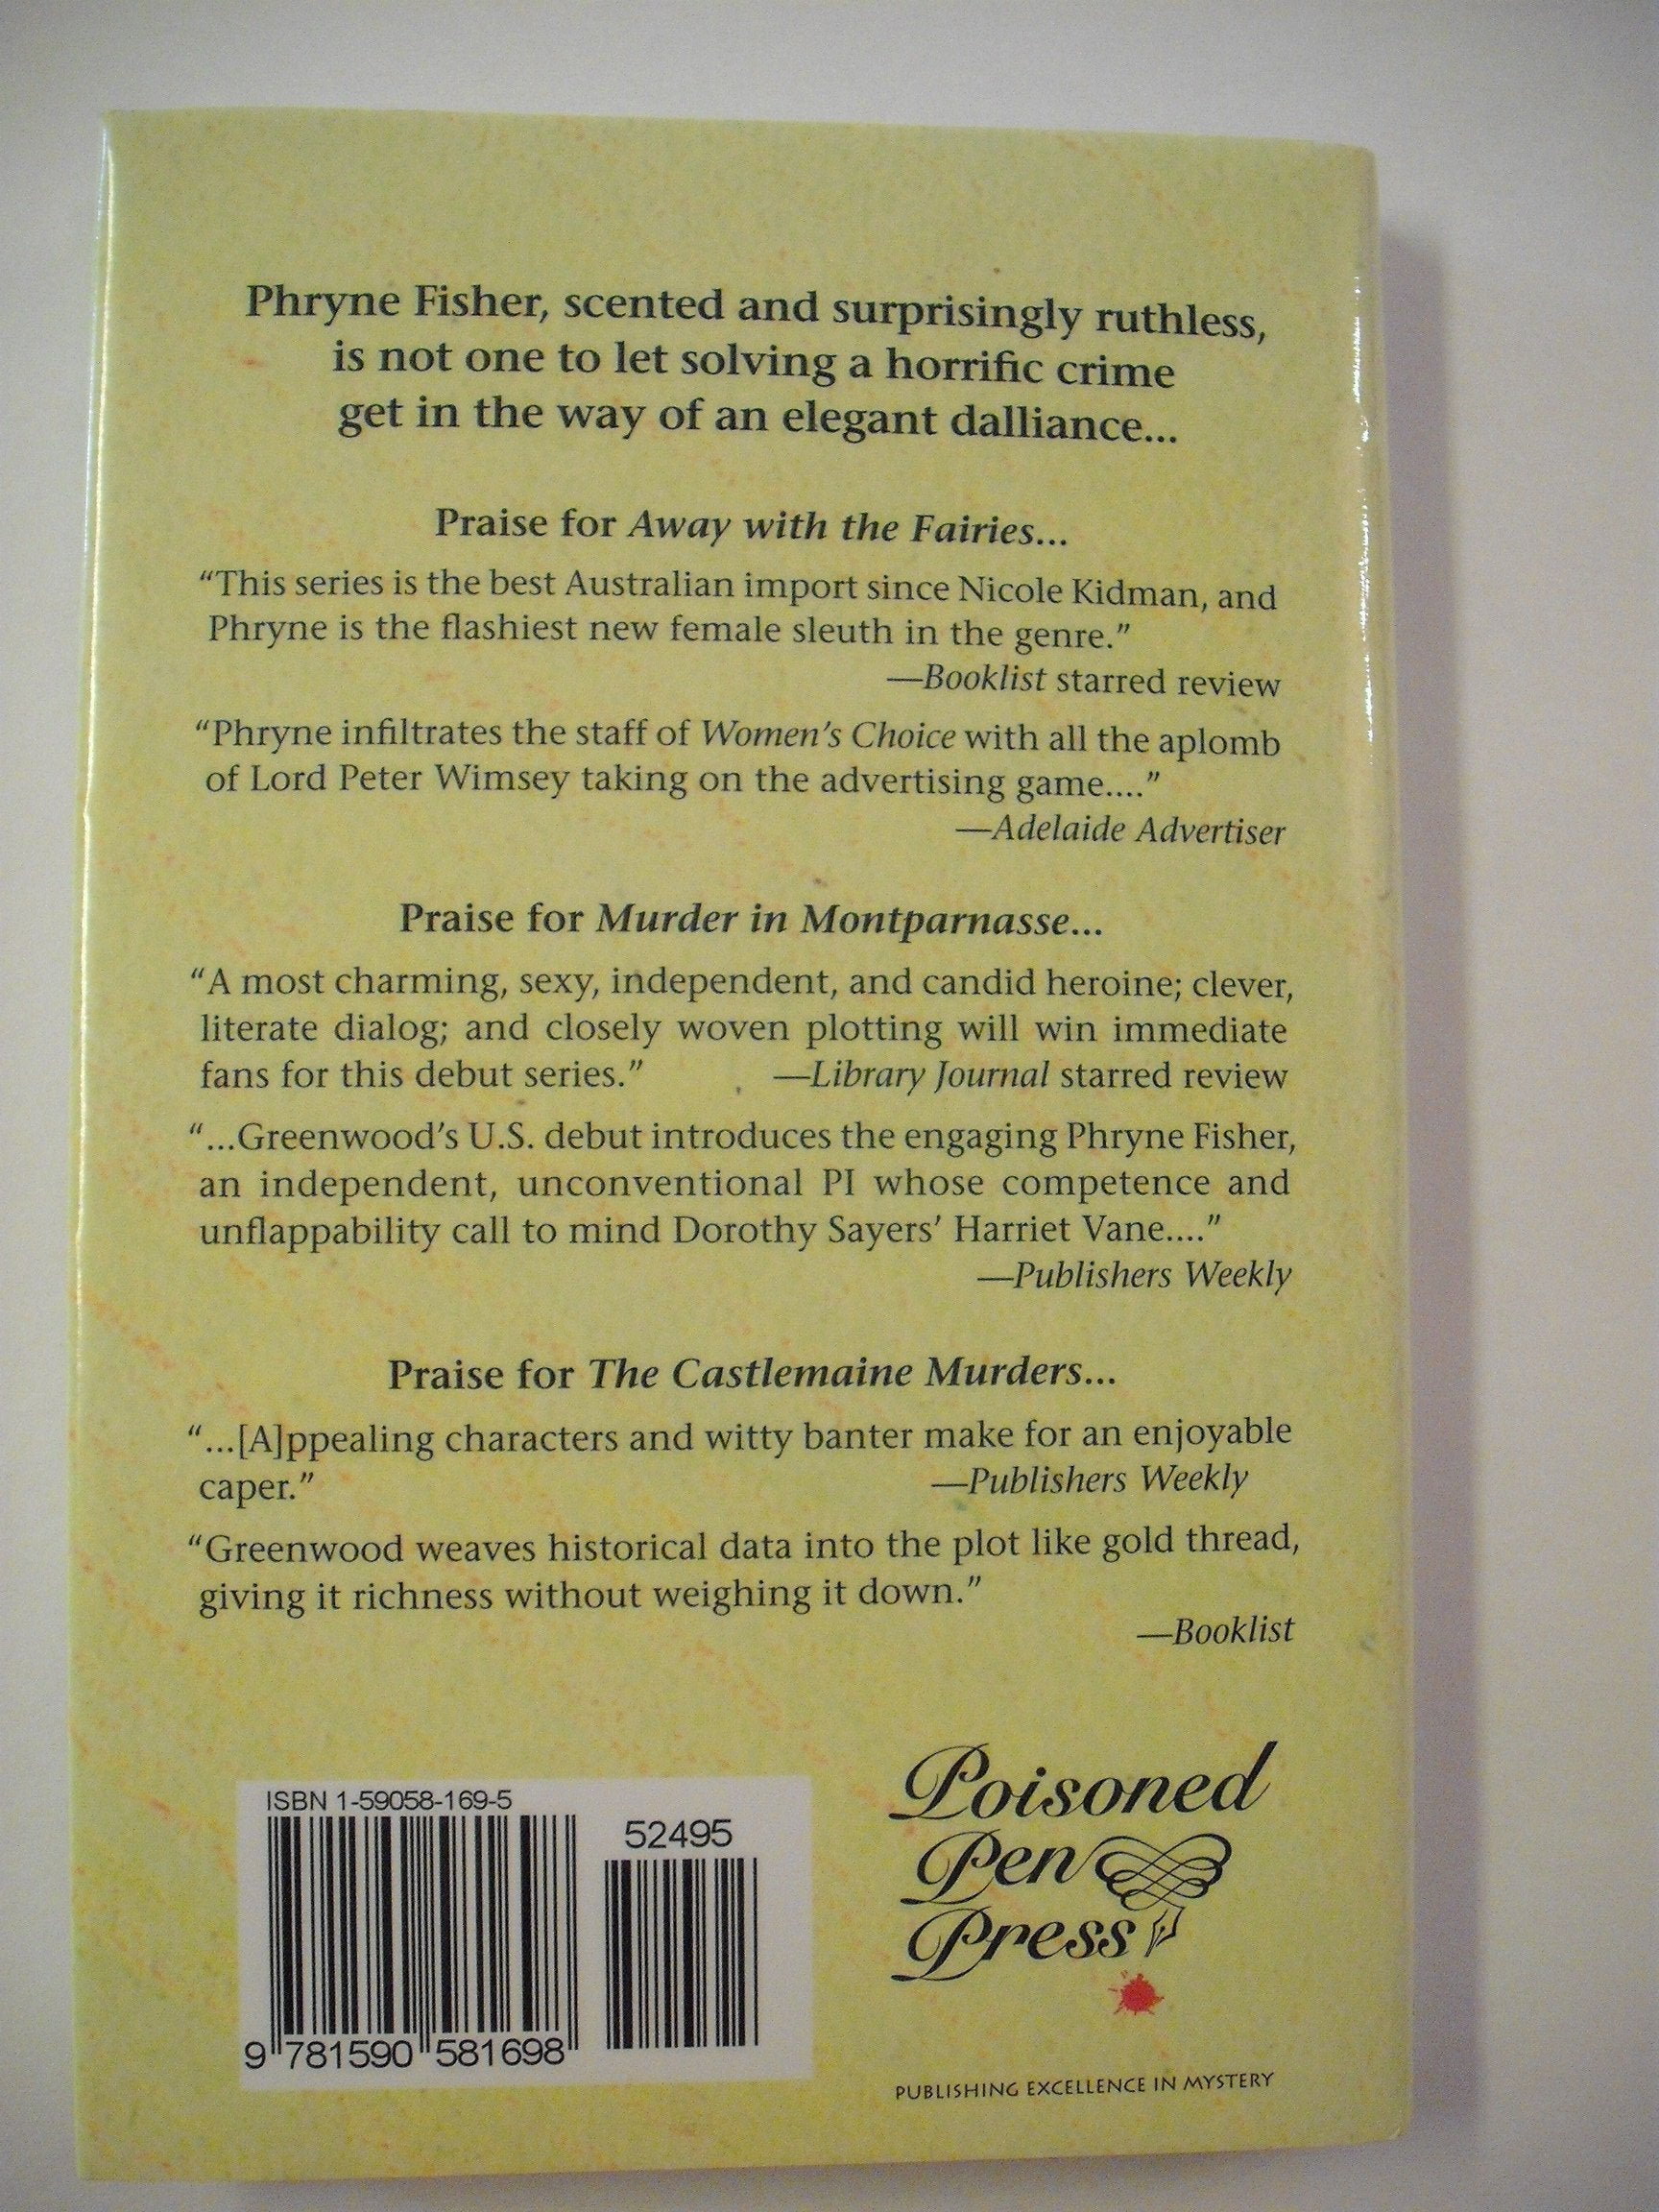 Phryne Fisher, scented and surprisingly ruthless,
is not one to let solving a horrific crime
get in the way of an elegant dalliance...
Praise for Away with the Fairies...
“This series is the best Australian import since Nicole Kidman, and
Phryne is the flashiest new female sleuth in the genre.”
—Booklist starred review
“Phryne infiltrates the staff of Women’s Choice with all the aplomb
of Lord Peter Wimsey taking on the advertising game....”
—Adelaide Advertiser
Praise for Murder in Montparnasse...
“A most charming, sexy, independent, and candid heroine; clever,
literate dialog; and closely woven plotting will win immediate
fans for this debut series.” —Library Journal starred review
“...Greenwood’s U.S. debut introduces the engaging Phryne Fisher,
an independent, unconventional PI whose competence and
unflappability call to mind Dorothy Sayers’ Harriet Vane....”
—Publishers Weekly
Praise for The Castlemaine Murders...
“...[A]ppealing characters and witty banter make for an enjoyable
caper.” —Publishers Weekly
“Greenwood weaves historical data into the plot like gold thread,
giving it richness without weighing it down.”
—Booklist
ISBN 1-59058-169-5
52495
9 781590 581698
Poisoned
Pen
Press
PUBLISHING EXCELLENCE IN MYSTERY